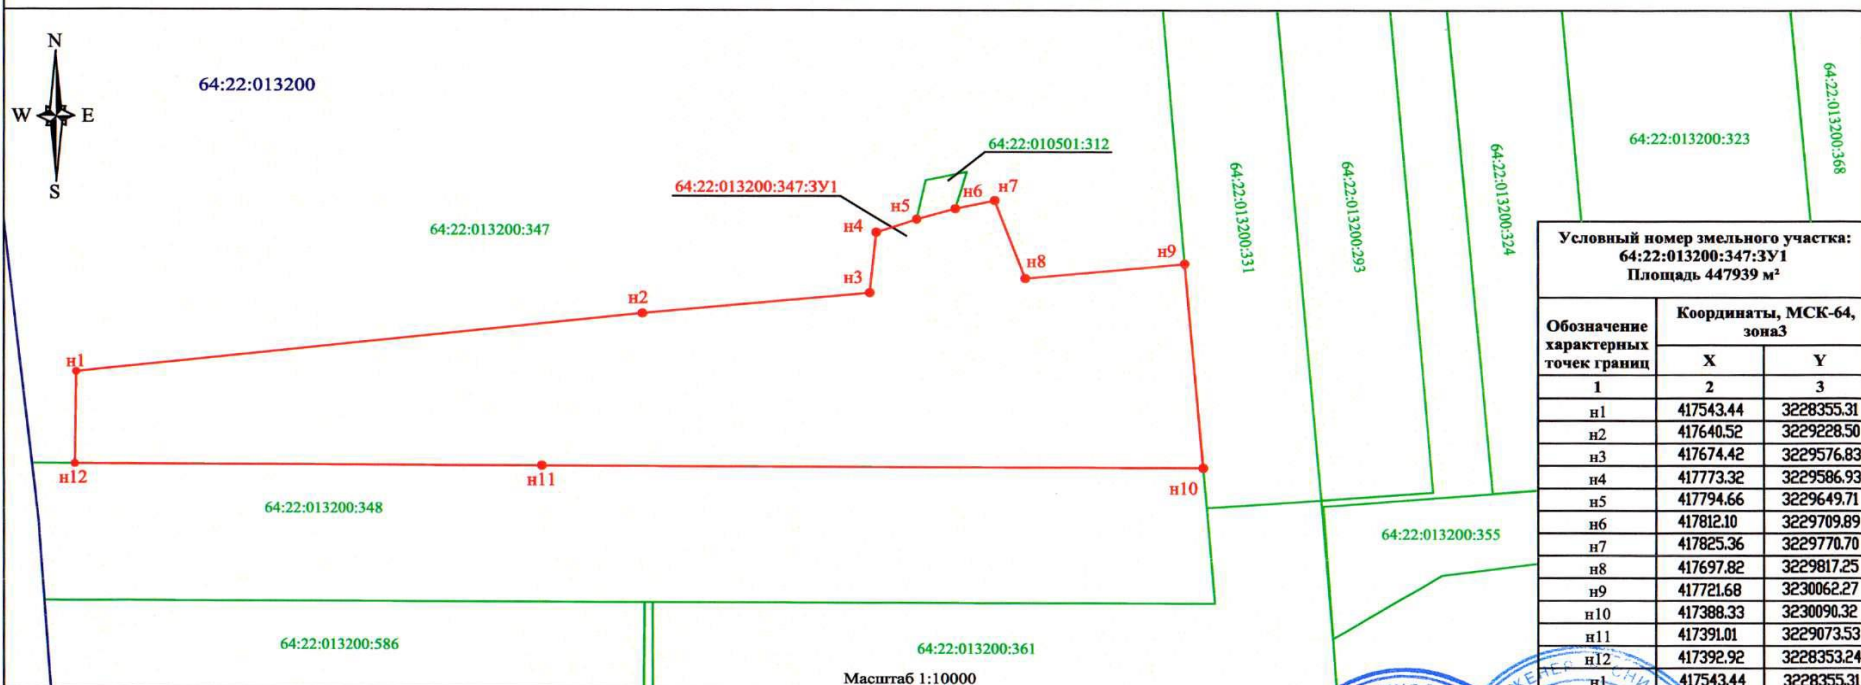 N
W E
S
64:22:013200
64:22:013200:347
64:22:013200:347:ЗУ1
64:22:010501:312
н1
н2
н3
н4
н5
н6
н7
н8
н9
н10
н11
н12
64:22:013200:348
64:22:013200:586
64:22:013200:361
64:22:013200:331
64:22:013200:293
64:22:013200:324
64:22:013200:323
64:22:013200:368
64:22:013200:355
Масштаб 1:10000
Условный номер змельного участка:
64:22:013200:347:ЗУ1
Площадь 447939 м²
Обозначение характерных точек границ
Координаты, МСК-64, зона3
X Y
1 2 3
н1 417543.44 3228355.31
н2 417640.52 3229228.50
н3 417674.42 3229576.83
н4 417773.32 3229586.93
н5 417794.66 3229649.71
н6 417812.10 3229709.89
н7 417825.36 3229770.70
н8 417697.82 3229817.25
н9 417721.68 3230062.27
н10 417388.33 3230090.32
н11 417391.01 3229073.53
н12 417392.92 3228353.24
н1 417543.44 3228355.31